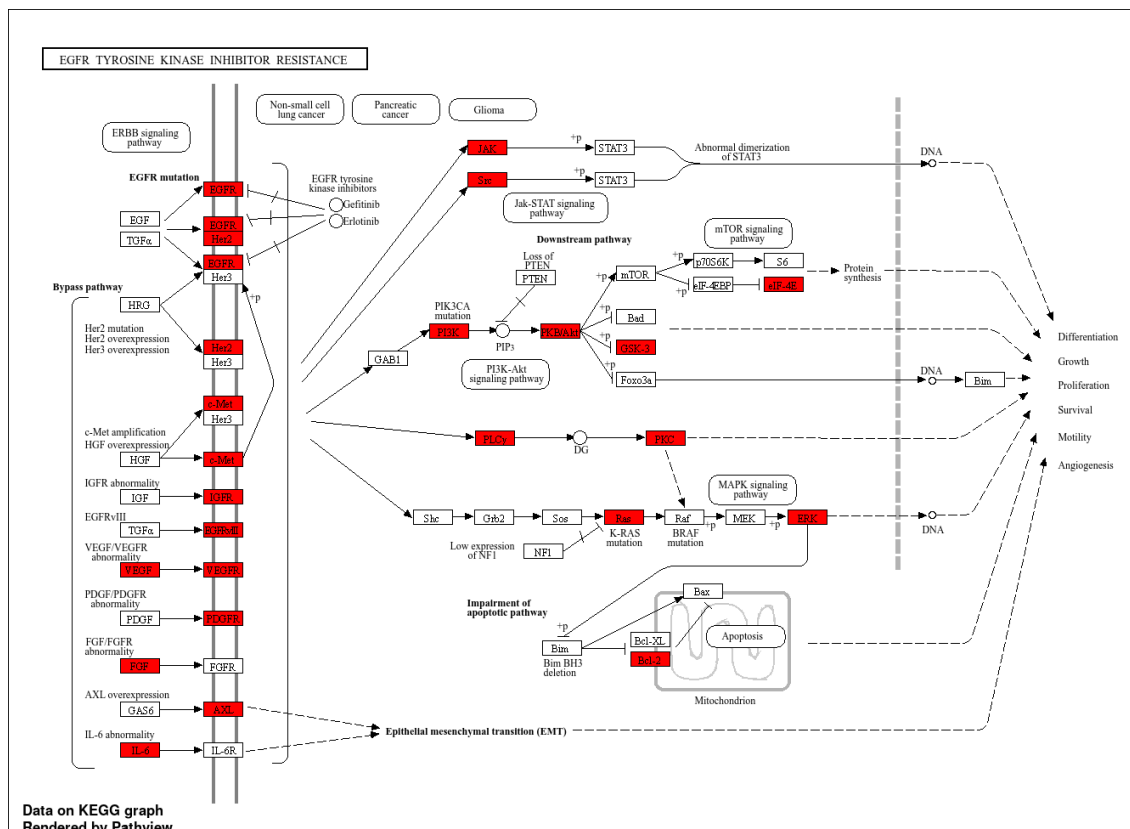 EGFR TYROSINE KINASE INHIBITOR RESISTANCE
Non-small cell
lung cancer
Pancreatic
cancer
Glioma
ERBB signaling
pathway
EGFR mutation
EGFR
EGF
TGFα
EGFR
Her2
EGFR
Her3
EGFR tyrosine
kinase inhibitors
Gefitinib
Erlotinib
JAK
+p
STAT3
Src
+p
STAT3
Abnormal dimerization
of STAT3
DNA
Jak-STAT signaling
pathway
Downstream pathway
mTOR signaling
pathway
Loss of
PTEN
PTEN
+p
mTOR
+p
p70S6K
S6
+p
eIF-4EBP
eIF-4E
Protein
synthesis
Bypass pathway
HRG
+p
Her2 mutation
Her2 overexpression
Her3 overexpression
Her2
Her3
PIK3CA
mutation
PI3K
PIP3
PKB/Akt
+p
Bad
+p
GSK-3
+p
Foxo3a
GAB1
PI3K-Akt
signaling pathway
DNA
Bim
Differentiation
Growth
Proliferation
Survival
Motility
Angiogenesis
c-Met
Her3
c-Met amplification
HGF overexpression
HGF
c-Met
PLCγ
DG
PKC
IGFR abnormality
IGF
IGFR
MAPK signaling
pathway
EGFRvIII
TGFα
EGFRvIII
Shc
Grb2
Sos
Ras
Raf
+p
MEK
+p
ERK
DNA
K-RAS
mutation
BRAF
mutation
Low expression
of NF1
NF1
VEGF/VEGFR
abnormality
VEGF
VEGFR
PDGF/PDGFR
abnormality
PDGF
PDGFR
Impairment of
apoptotic pathway
+p
Bim
Bim BH3
deletion
Bax
Bcl-XL
Bcl-2
Apoptosis
Mitochondrion
FGF/FGFR
abnormality
FGF
FGFR
AXL overexpression
GAS6
AXL
IL-6 abnormality
IL-6
IL-6R
Epithelial mesenchymal transition (EMT)
Data on KEGG graph
Rendered by Pathview